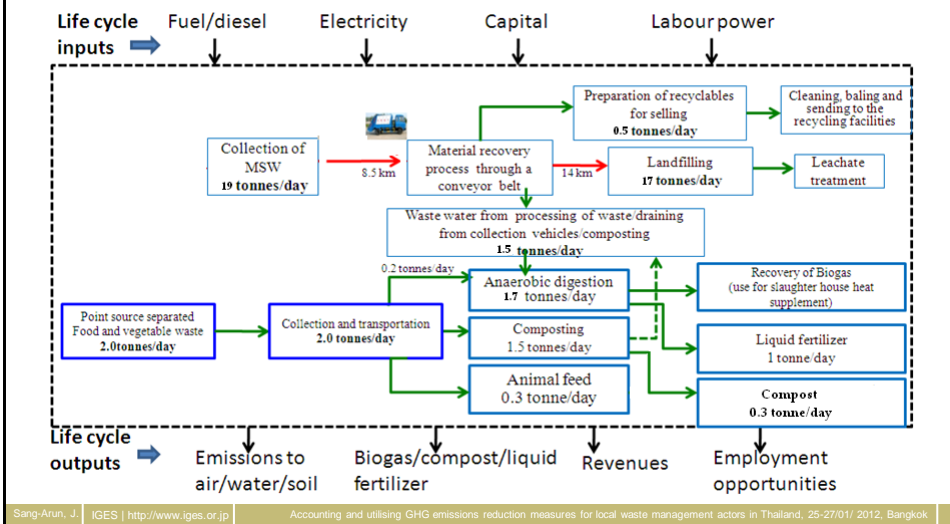 Life cycle
inputs
Fuel/diesel
Electricity
Capital
Labour power
Preparation of recyclables
for selling
0.5 tonnes/day
Cleaning, baling and
sending to the
recycling facilities
Collection of
MSW
19 tonnes/day
8.5 km
Material recovery
process through a
conveyor belt
14 km
Landfilling
17 tonnes/day
Leachate
treatment
Waste water from processing of waste/draining
from collection vehicles/composting
1.5 tonnes/day
0.2 tonnes/day
Anaerobic digestion
1.7 tonnes/day
Recovery of Biogas
(use for slaughter house heat
supplement)
Point source separated
Food and vegetable waste
2.0tonnes/day
Collection and transportation
2.0 tonnes/day
Composting
1.5 tonnes/day
Liquid fertilizer
1 tonne/day
Animal feed
0.3 tonne/day
Compost
0.3 tonne/day
Life cycle
outputs
Emissions to
air/water/soil
Biogas/compost/liquid
fertilizer
Revenues
Employment
opportunities
Sang-Arun, J.
IGES | http://www.iges.or.jp
Accounting and utilising GHG emissions reduction measures for local waste management actors in Thailand, 25-27/01/ 2012, Bangkok